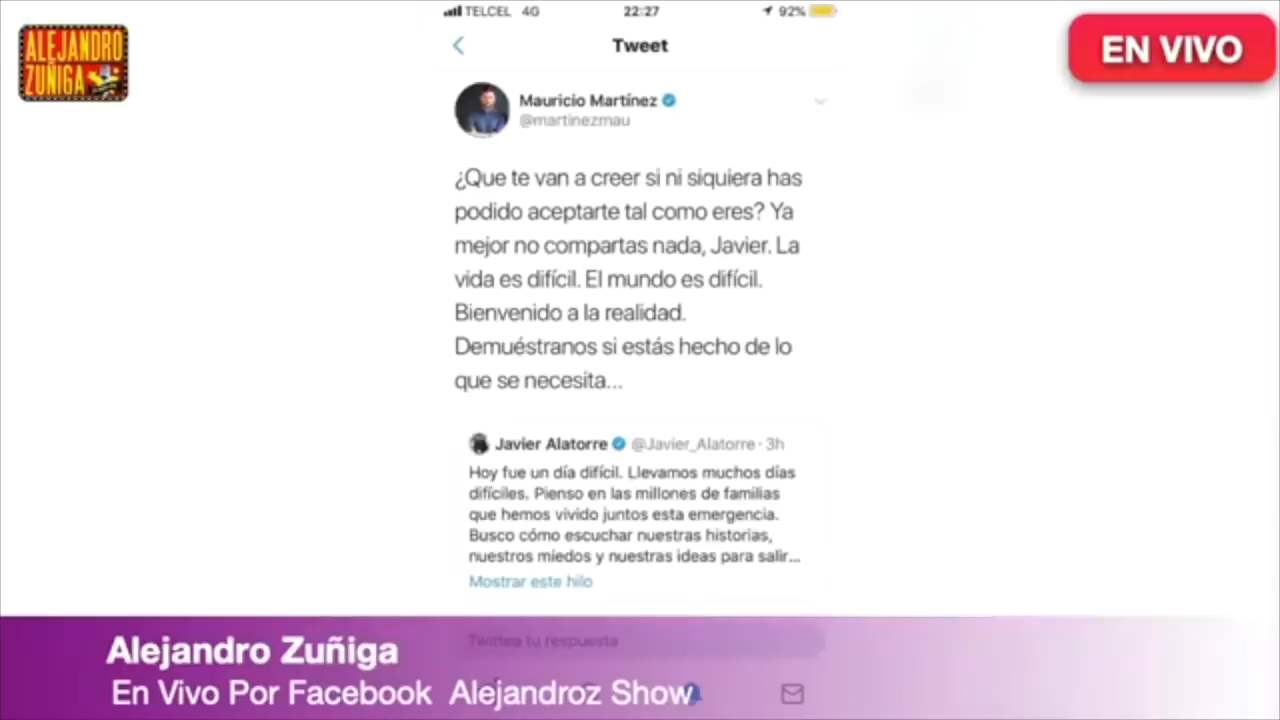 ALEJANDRO
ZUÑIGA
TELCEL 4G 22:27 92%
EN VIVO
Tweet
Mauricio Martínez
@martinezmau
¿Que te van a creer si ni siquiera has
podido aceptarte tal como eres? Ya
mejor no compartas nada, Javier. La
vida es difícil. El mundo es difícil.
Bienvenido a la realidad.
Demuéstranos si estás hecho de lo
que se necesita...
Javier Alatorre @Javier_Alatorre · 3h
Hoy fue un día difícil. Llevamos muchos días
difíciles. Pienso en las millones de familias
que hemos vivido juntos esta emergencia.
Busco cómo escuchar nuestras historias,
nuestros miedos y nuestras ideas para salir...
Mostrar este hilo
Twittea tu respuesta
Alejandro Zuñiga
En Vivo Por Facebook Alejandroz Show